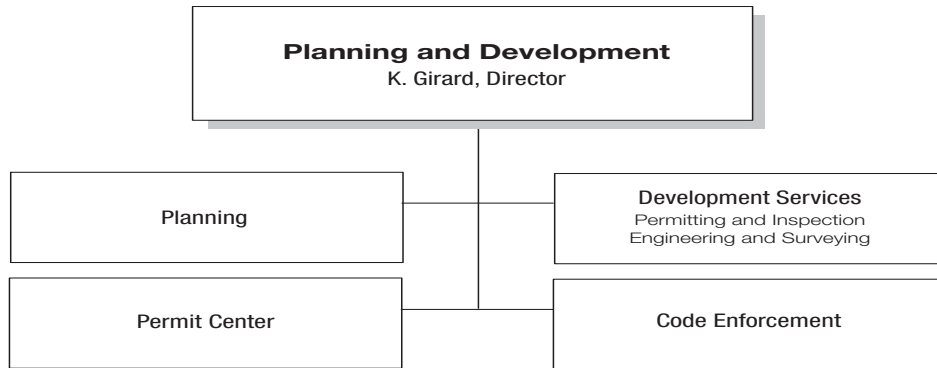 Planning and Development
K. Girard, Director
Planning
Development Services
Permitting and Inspection
Engineering and Surveying
Permit Center
Code Enforcement